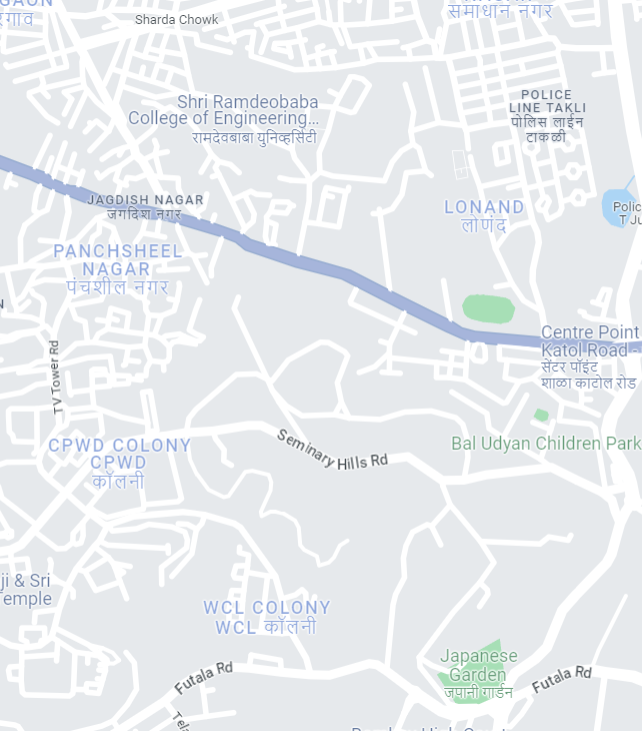 Sharda Chowk
समाधान नगर
Shri Ramdeobaba
College of Engineering...
रामदेवबाबा युनिव्हर्सिटी
POLICE
LINE TAKLI
पोलिस लाईन
टाकळी
JAGDISH NAGAR
जगदिश नगर
LONAND
लोणंद
PANCHSHEEL
NAGAR
पंचशील नगर
Centre Point
Katol Road -
सेंटर पॉइंट
शाळा काटोल रोड
TV Tower Rd
CPWD COLONY
CPWD
कॉलनी
Seminary Hills Rd
Bal Udyan Children Park
ji & Sri
Temple
WCL COLONY
WCL कॉलनी
Japanese
Garden
जपानी गार्डन
Futala Rd
Futala Rd